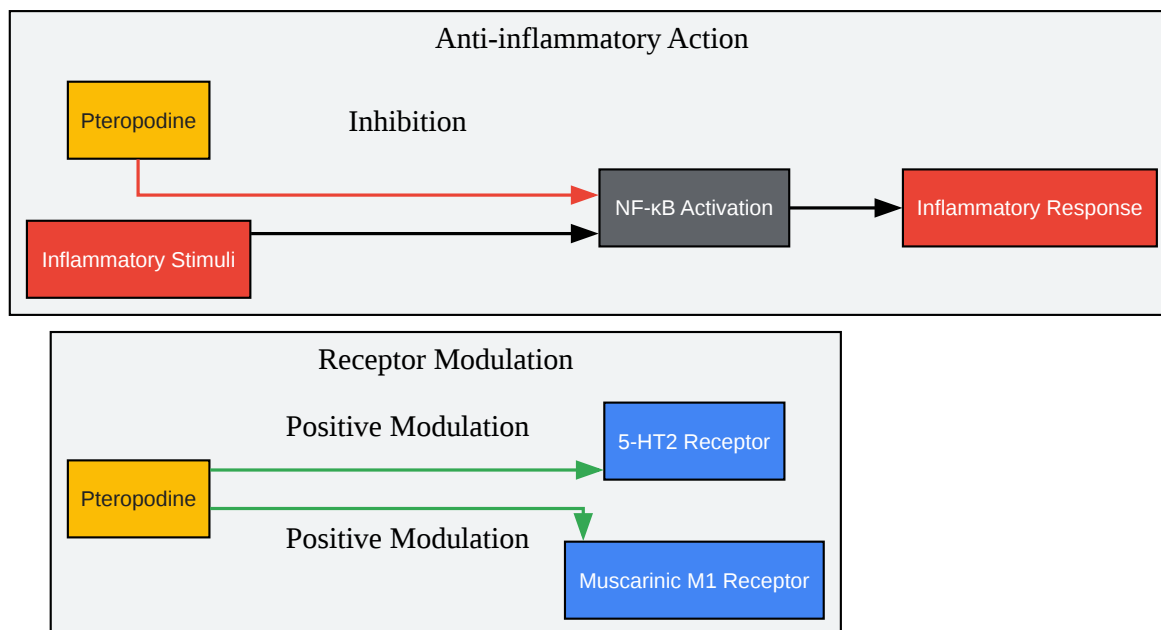 Anti-inflammatory Action
Pteropodine
Inhibition
NF-κB Activation
Inflammatory Response
Inflammatory Stimuli
Receptor Modulation
Positive Modulation
5-HT2 Receptor
Pteropodine
Positive Modulation
Muscarinic M1 Receptor